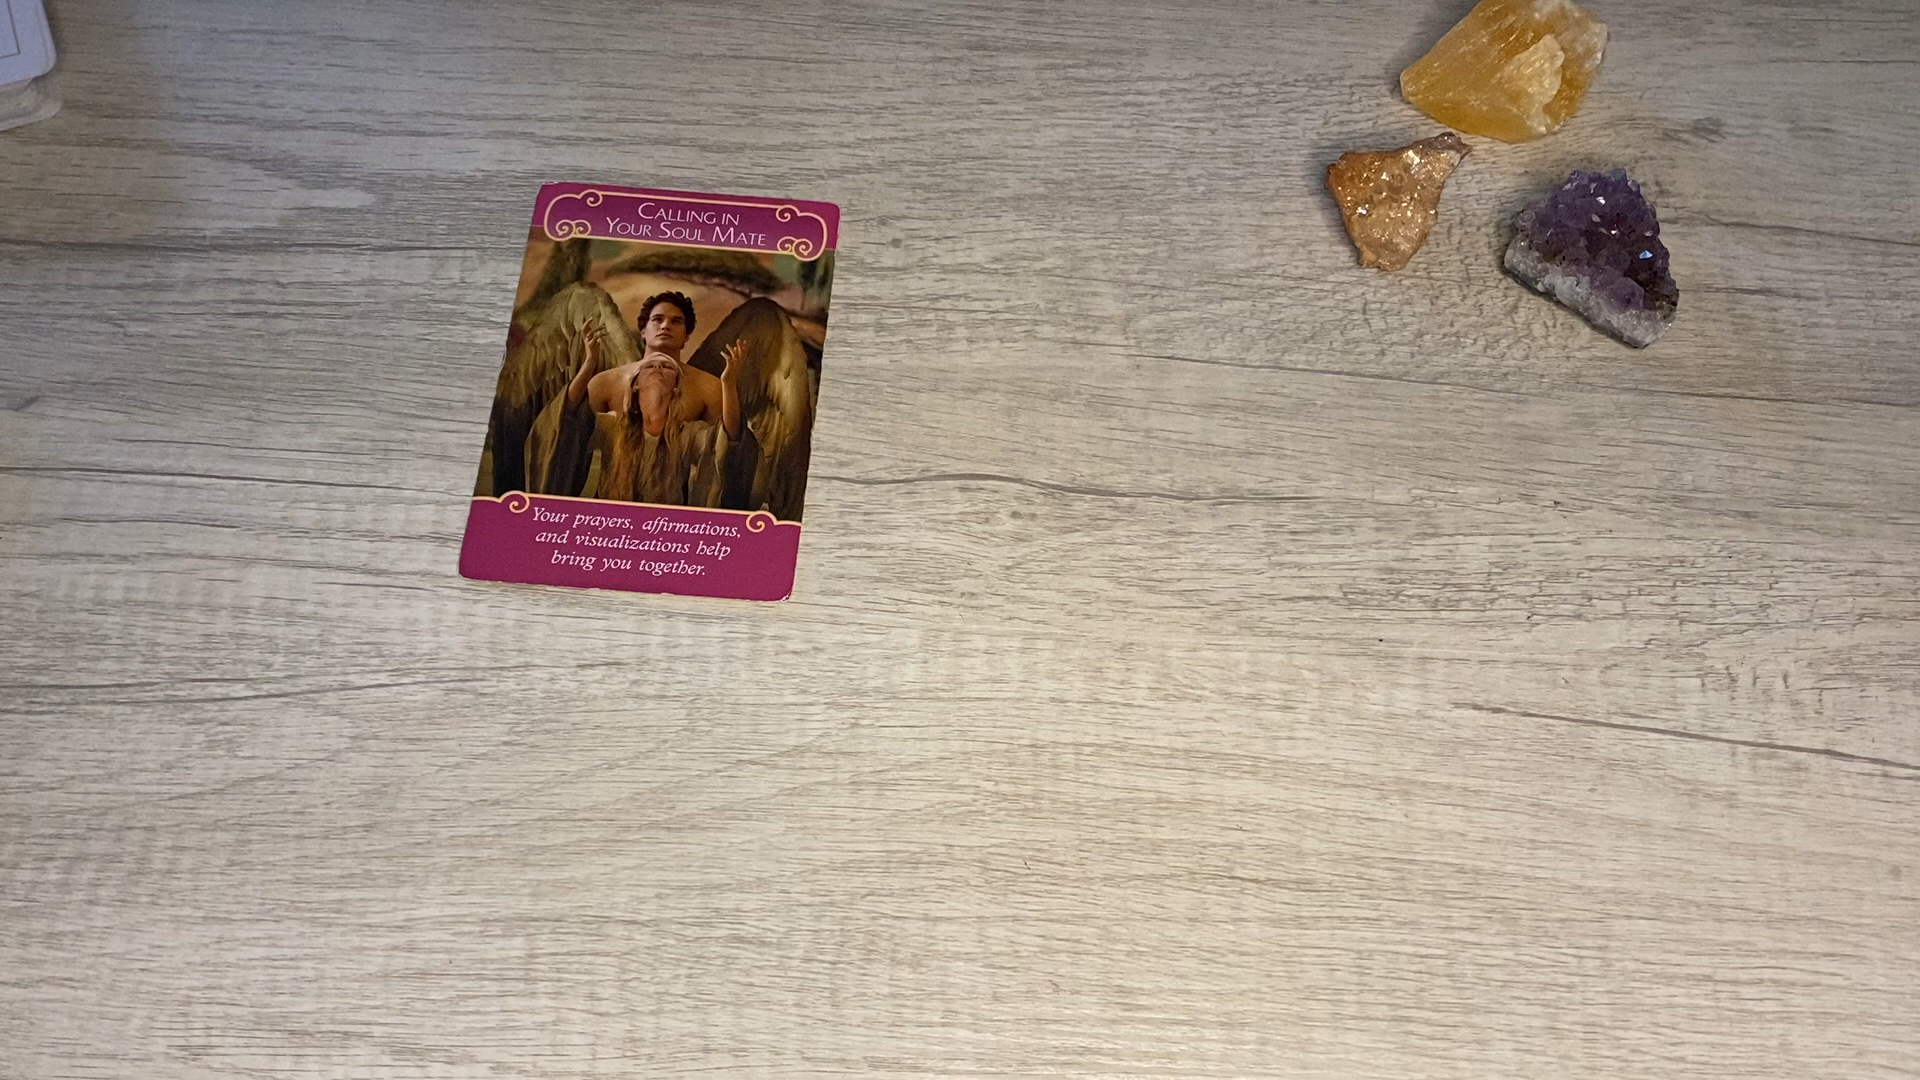 CALLING IN
YOUR SOUL MATE
Your prayers, affirmations,
and visualizations help
bring you together.